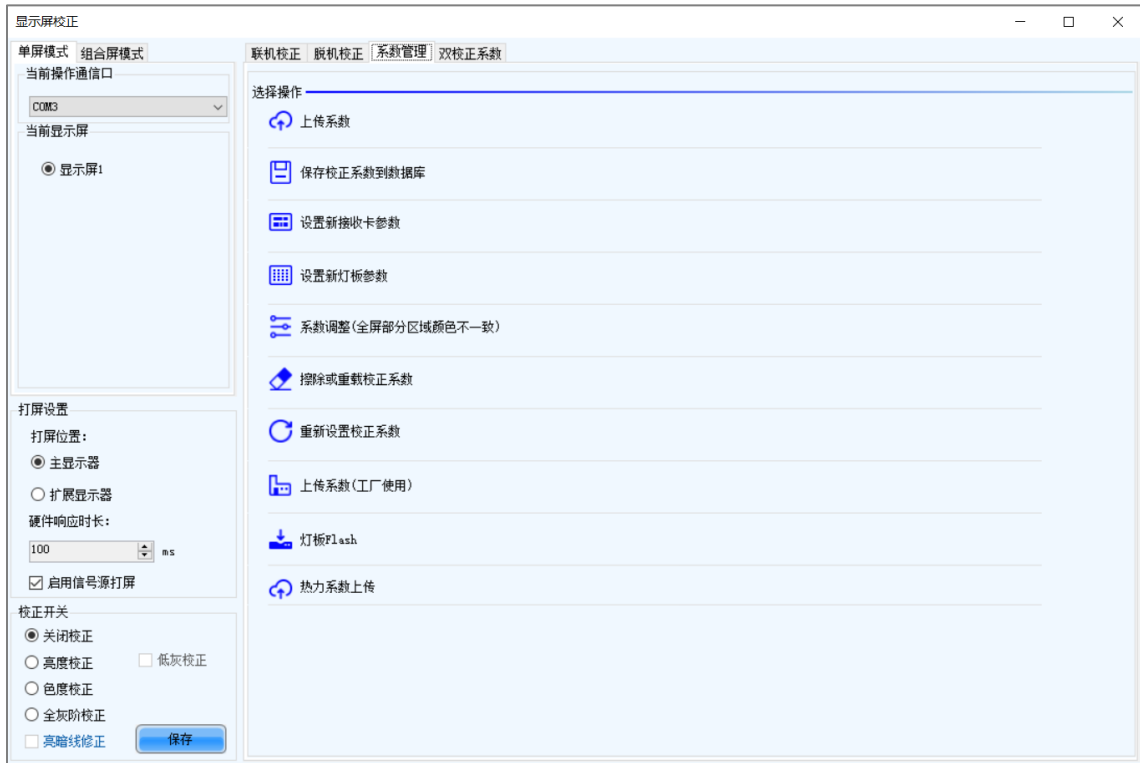 显示屏校正
单屏模式 组合屏模式
当前操作通信口
COM3
当前显示屏
显示屏1
打屏设置
打屏位置:
主显示器
扩展显示器
硬件响应时长:
100 ms
启用信号源打屏
校正开关
关闭校正
亮度校正 低灰校正
色度校正
全灰阶校正
亮暗线修正 保存
联机校正 脱机校正 系数管理 双校正系数
选择操作
上传系数
保存校正系数到数据库
设置新接收卡参数
设置新灯板参数
系数调整(全屏部分区域颜色不一致)
擦除或重载校正系数
重新设置校正系数
上传系数(工厂使用)
灯板Flash
热力系数上传